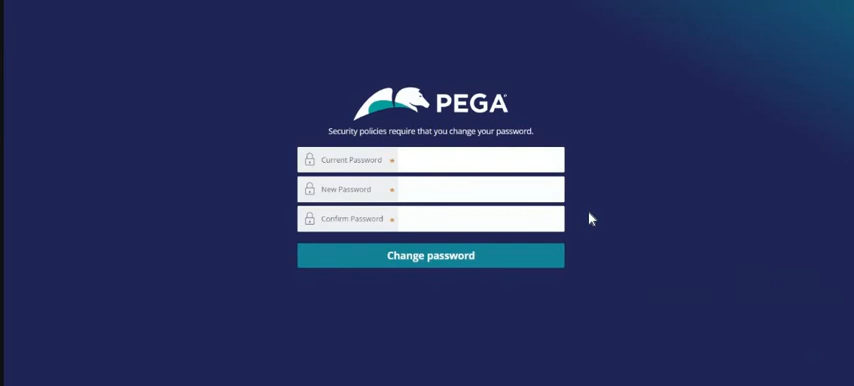 PEGA
Security policies require that you change your password.
Current Password *
New Password *
Confirm Password *
Change password